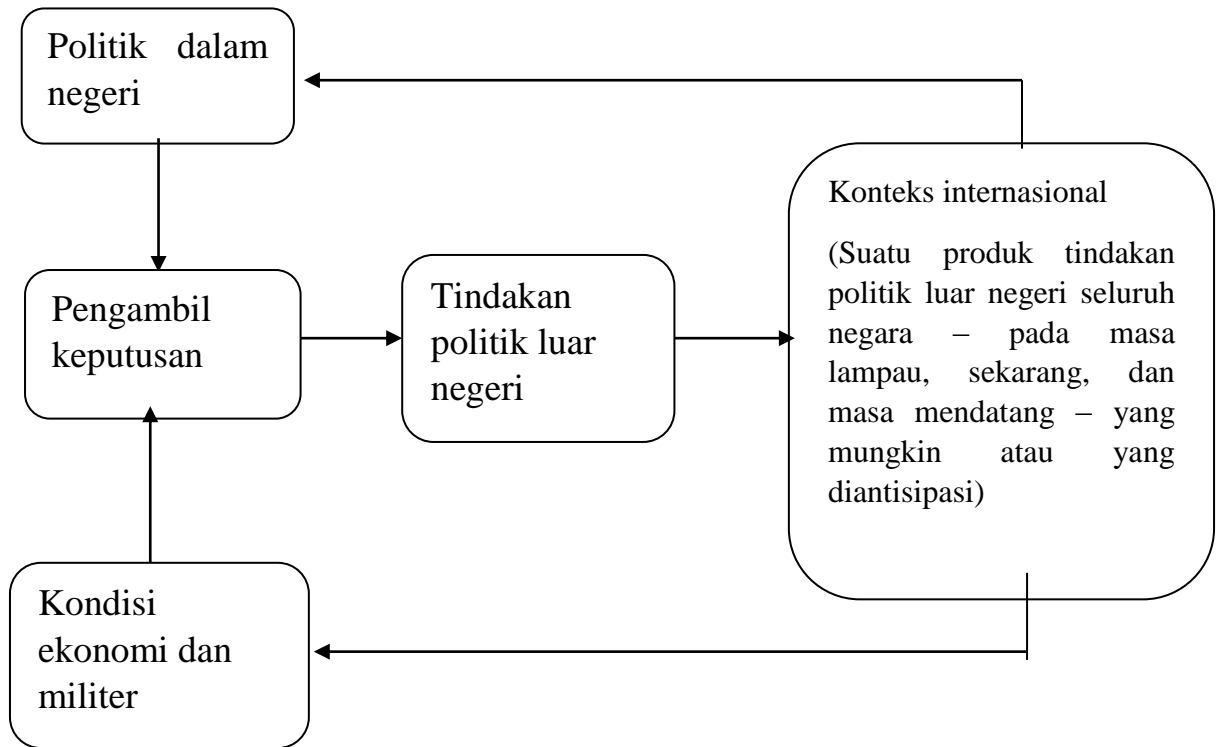 Politik dalam
negeri
Konteks internasional
(Suatu produk tindakan
politik luar negeri seluruh
negara – pada masa
lampau, sekarang, dan
masa mendatang – yang
mungkin atau yang
diantisipasi)
Pengambil
keputusan
Tindakan
politik luar
negeri
Kondisi
ekonomi dan
militer